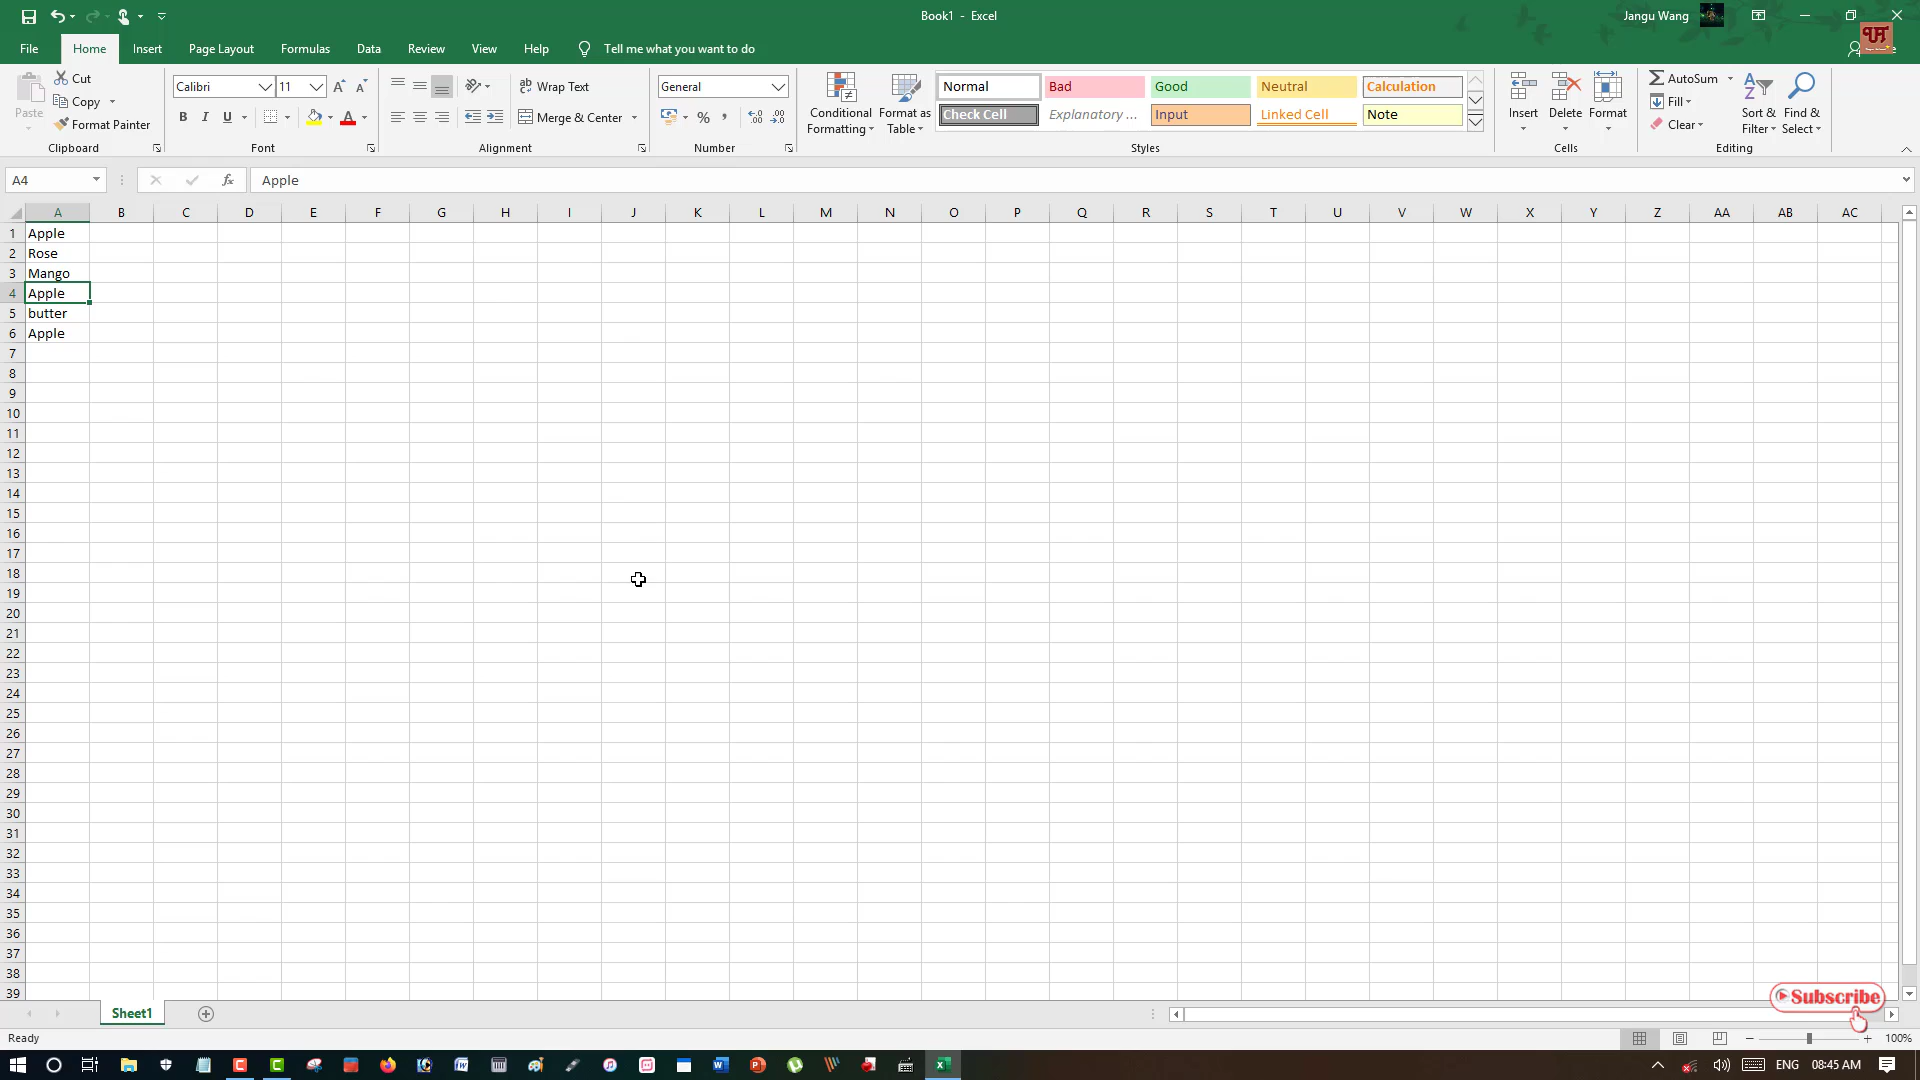 Book1 - Excel
Jangu Wang
File Home Insert Page Layout Formulas Data Review View Help Tell me what you want to do
Paste
Cut
Copy
Format Painter
Clipboard
Calibri 11
B I U
Font
Wrap Text
Merge & Center
Alignment
General
Number
Conditional Formatting
Format as Table
Normal Bad Good Neutral Calculation
Check Cell Explanatory ... Input Linked Cell Note
Styles
Insert Delete Format
Cells
AutoSum
Fill
Clear
Sort & Filter
Find & Select
Editing
A4 fx Apple
A B C D E F G H I J K L M N O P Q R S T U V W X Y Z AA AB AC
1 Apple
2 Rose
3 Mango
4 Apple
5 butter
6 Apple
7
8
9
10
11
12
13
14
15
16
17
18
19
20
21
22
23
24
25
26
27
28
29
30
31
32
33
34
35
36
37
38
39
Subscribe
Sheet1
Ready
100%
ENG 08:45 AM